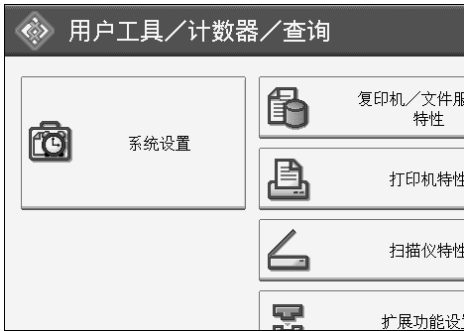 用户工具／计数器／查询
系统设置
复印机／文件服
特性
打印机特性
扫描仪特性
扩展功能设